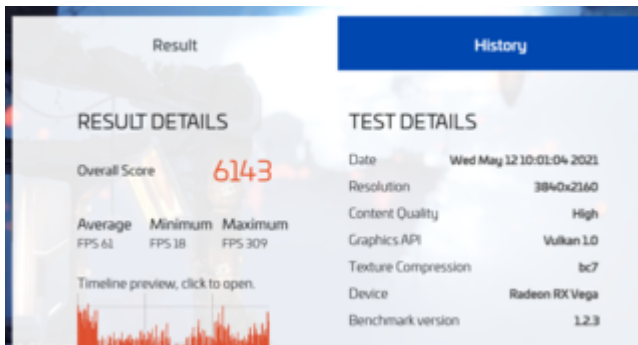 Result
History
RESULT DETAILS
Overall Score 6143
Average Minimum Maximum
FPS 61 FPS 18 FPS 309
Timeline preview, click to open.
TEST DETAILS
Date Wed May 12 10:01:04 2021
Resolution 3840x2160
Content Quality High
Graphics API Vulkan 1.0
Texture Compression bc7
Device Radeon RX Vega
Benchmark version 1.2.3